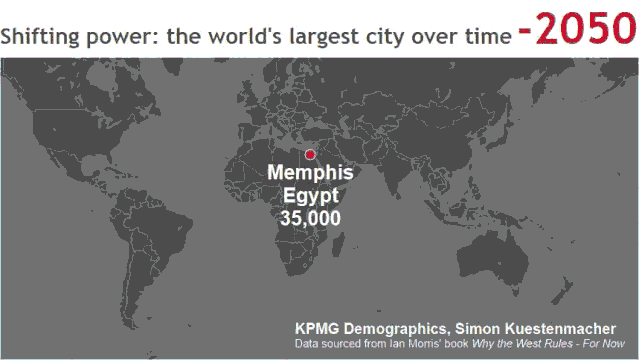 Shifting power: the world's largest city over time -2050
Memphis
Egypt
35,000
KPMG Demographics, Simon Kuestenmacher
Data sourced from Ian Morris' book Why the West Rules - For Now